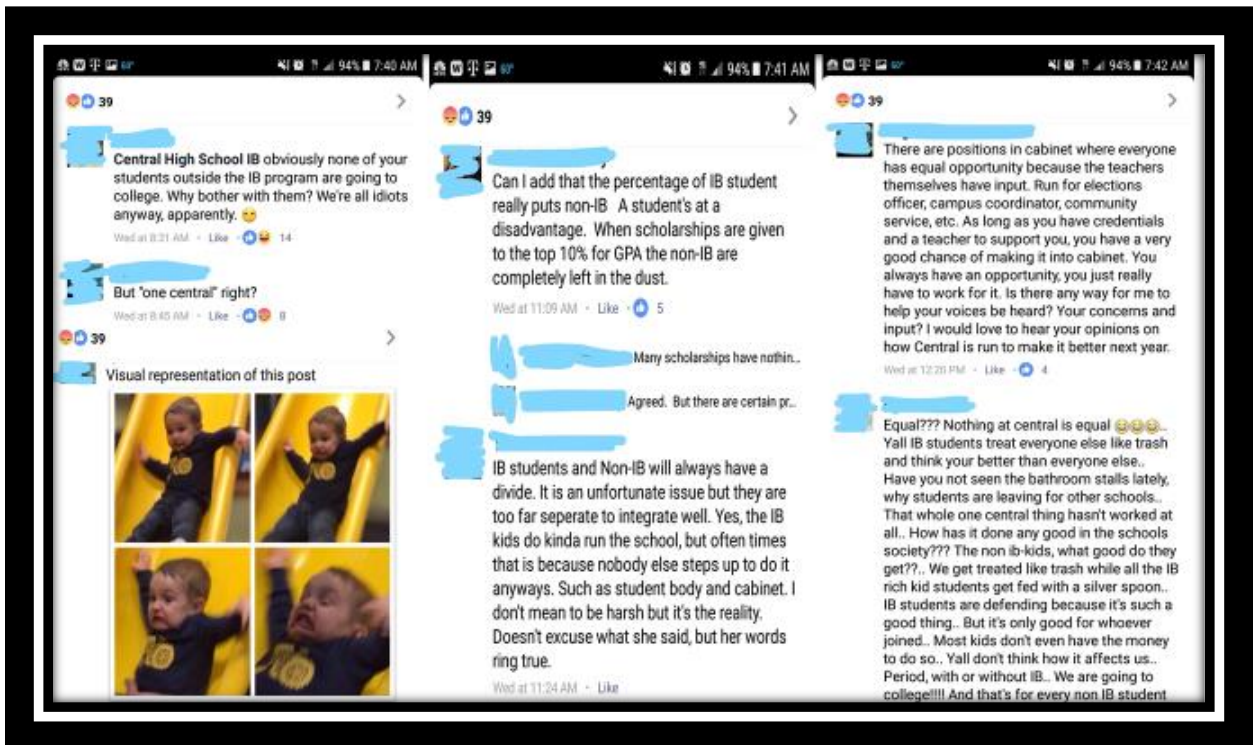 94% 7:40 AM
39
Central High School IB obviously none of your
students outside the IB program are going to
college. Why bother with them? We're all idiots
anyway, apparently.
Wed at 8:21 AM · Like · 14
But "one central" right?
Wed at 8:45 AM · Like · 8
39
Visual representation of this post
94% 7:41 AM
39
Can I add that the percentage of IB student
really puts non-IB A student's at a
disadvantage. When scholarships are given
to the top 10% for GPA the non-IB are
completely left in the dust.
Wed at 11:09 AM · Like · 5
Many scholarships have nothin...
Agreed. But there are certain pr...
IB students and Non-IB will always have a
divide. It is an unfortunate issue but they are
too far seperate to integrate well. Yes, the IB
kids do kinda run the school, but often times
that is because nobody else steps up to do it
anyways. Such as student body and cabinet. I
don't mean to be harsh but it's the reality.
Doesn't excuse what she said, but her words
ring true.
Wed at 11:24 AM · Like
94% 7:42 AM
39
There are positions in cabinet where everyone
has equal opportunity because the teachers
themselves have input. Run for elections
officer, campus coordinator, community
service, etc. As long as you have credentials
and a teacher to support you, you have a very
good chance of making it into cabinet. You
always have an opportunity, you just really
have to work for it. Is there any way for me to
help your voices be heard? Your concerns and
input? I would love to hear your opinions on
how Central is run to make it better next year.
Wed at 12:26 PM · Like · 4
Equal??? Nothing at central is equal 😂😂😂..
Yall IB students treat everyone else like trash
and think your better than everyone else..
Have you not seen the bathroom stalls lately,
why students are leaving for other schools..
That whole one central thing hasn't worked at
all.. How has it done any good in the schools
society??? The non ib-kids, what good do they
get??.. We get treated like trash while all the IB
rich kid students get fed with a silver spoon..
IB students are defending because it's such a
good thing.. But it's only good for whoever
joined.. Most kids don't even have the money
to do so.. Yall don't think how it affects us..
Period, with or without IB.. We are going to
college!!!! And that's for every non IB student